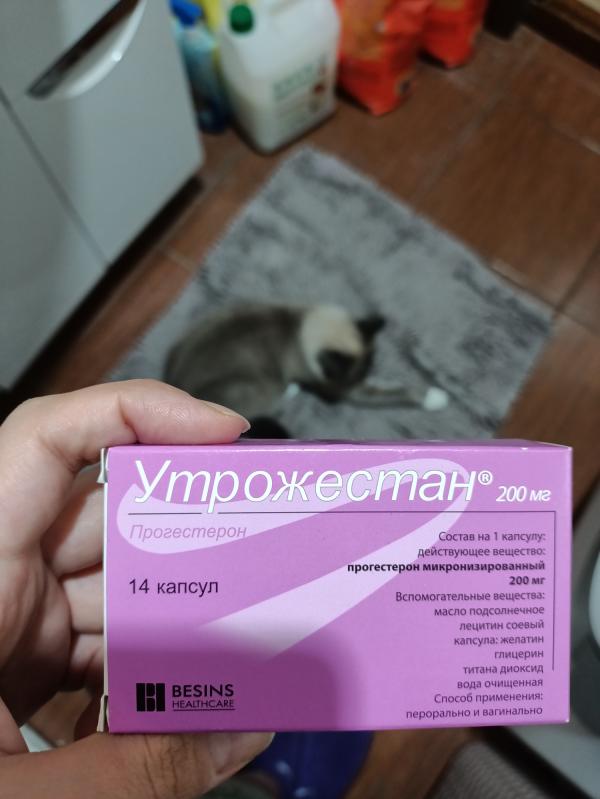 Утрожестан® 200 мг
Прогестерон
14 капсул
Состав на 1 капсулу:
действующее вещество:
прогестерон микронизированный
200 мг
Вспомогательные вещества:
масло подсолнечное
лецитин соевый
капсула: желатин
глицерин
титана диоксид
вода очищенная
Способ применения:
перорально и вагинально
BESINS
HEALTHCARE